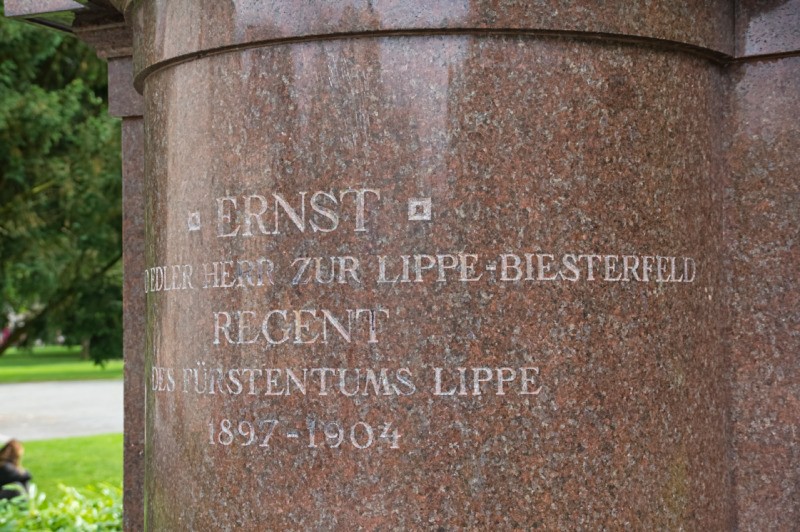 ERNST
EDLER HERR ZUR LIPPE-BIESTERFELD
REGENT
DES FÜRSTENTUMS LIPPE
1897-1904